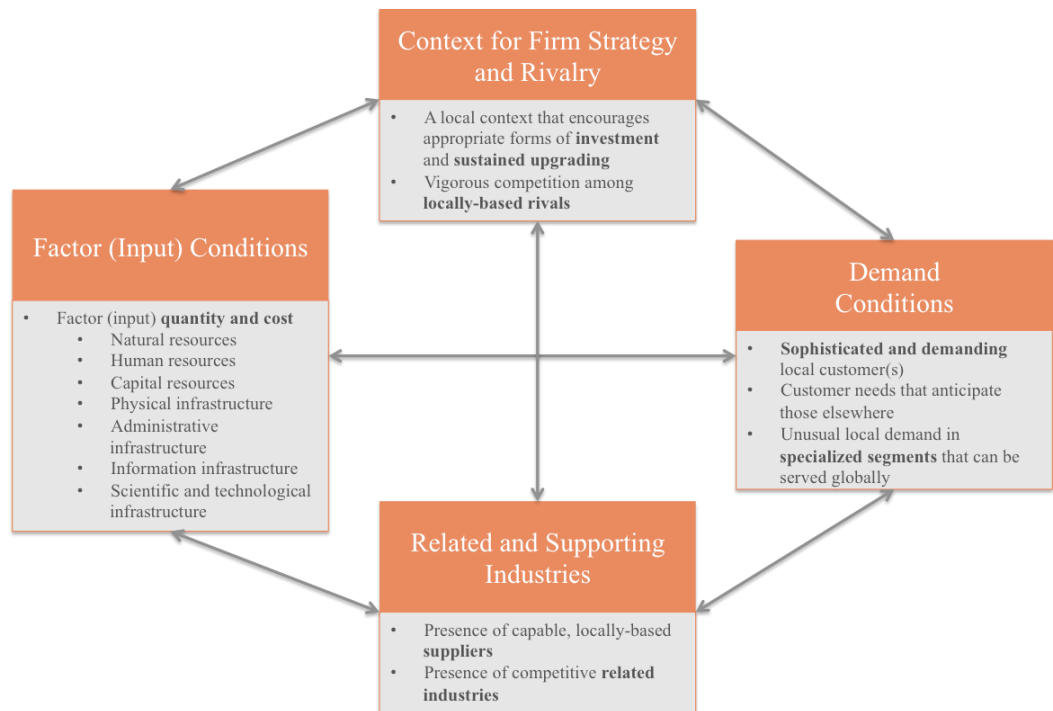 Context for Firm Strategy
and Rivalry
• A local context that encourages
appropriate forms of investment
and sustained upgrading
• Vigorous competition among
locally-based rivals
Factor (Input) Conditions
• Factor (input) quantity and cost
• Natural resources
• Human resources
• Capital resources
• Physical infrastructure
• Administrative
infrastructure
• Information infrastructure
• Scientific and technological
infrastructure
Demand
Conditions
• Sophisticated and demanding
local customer(s)
• Customer needs that anticipate
those elsewhere
• Unusual local demand in
specialized segments that can be
served globally
Related and Supporting
Industries
• Presence of capable, locally-based
suppliers
• Presence of competitive related
industries